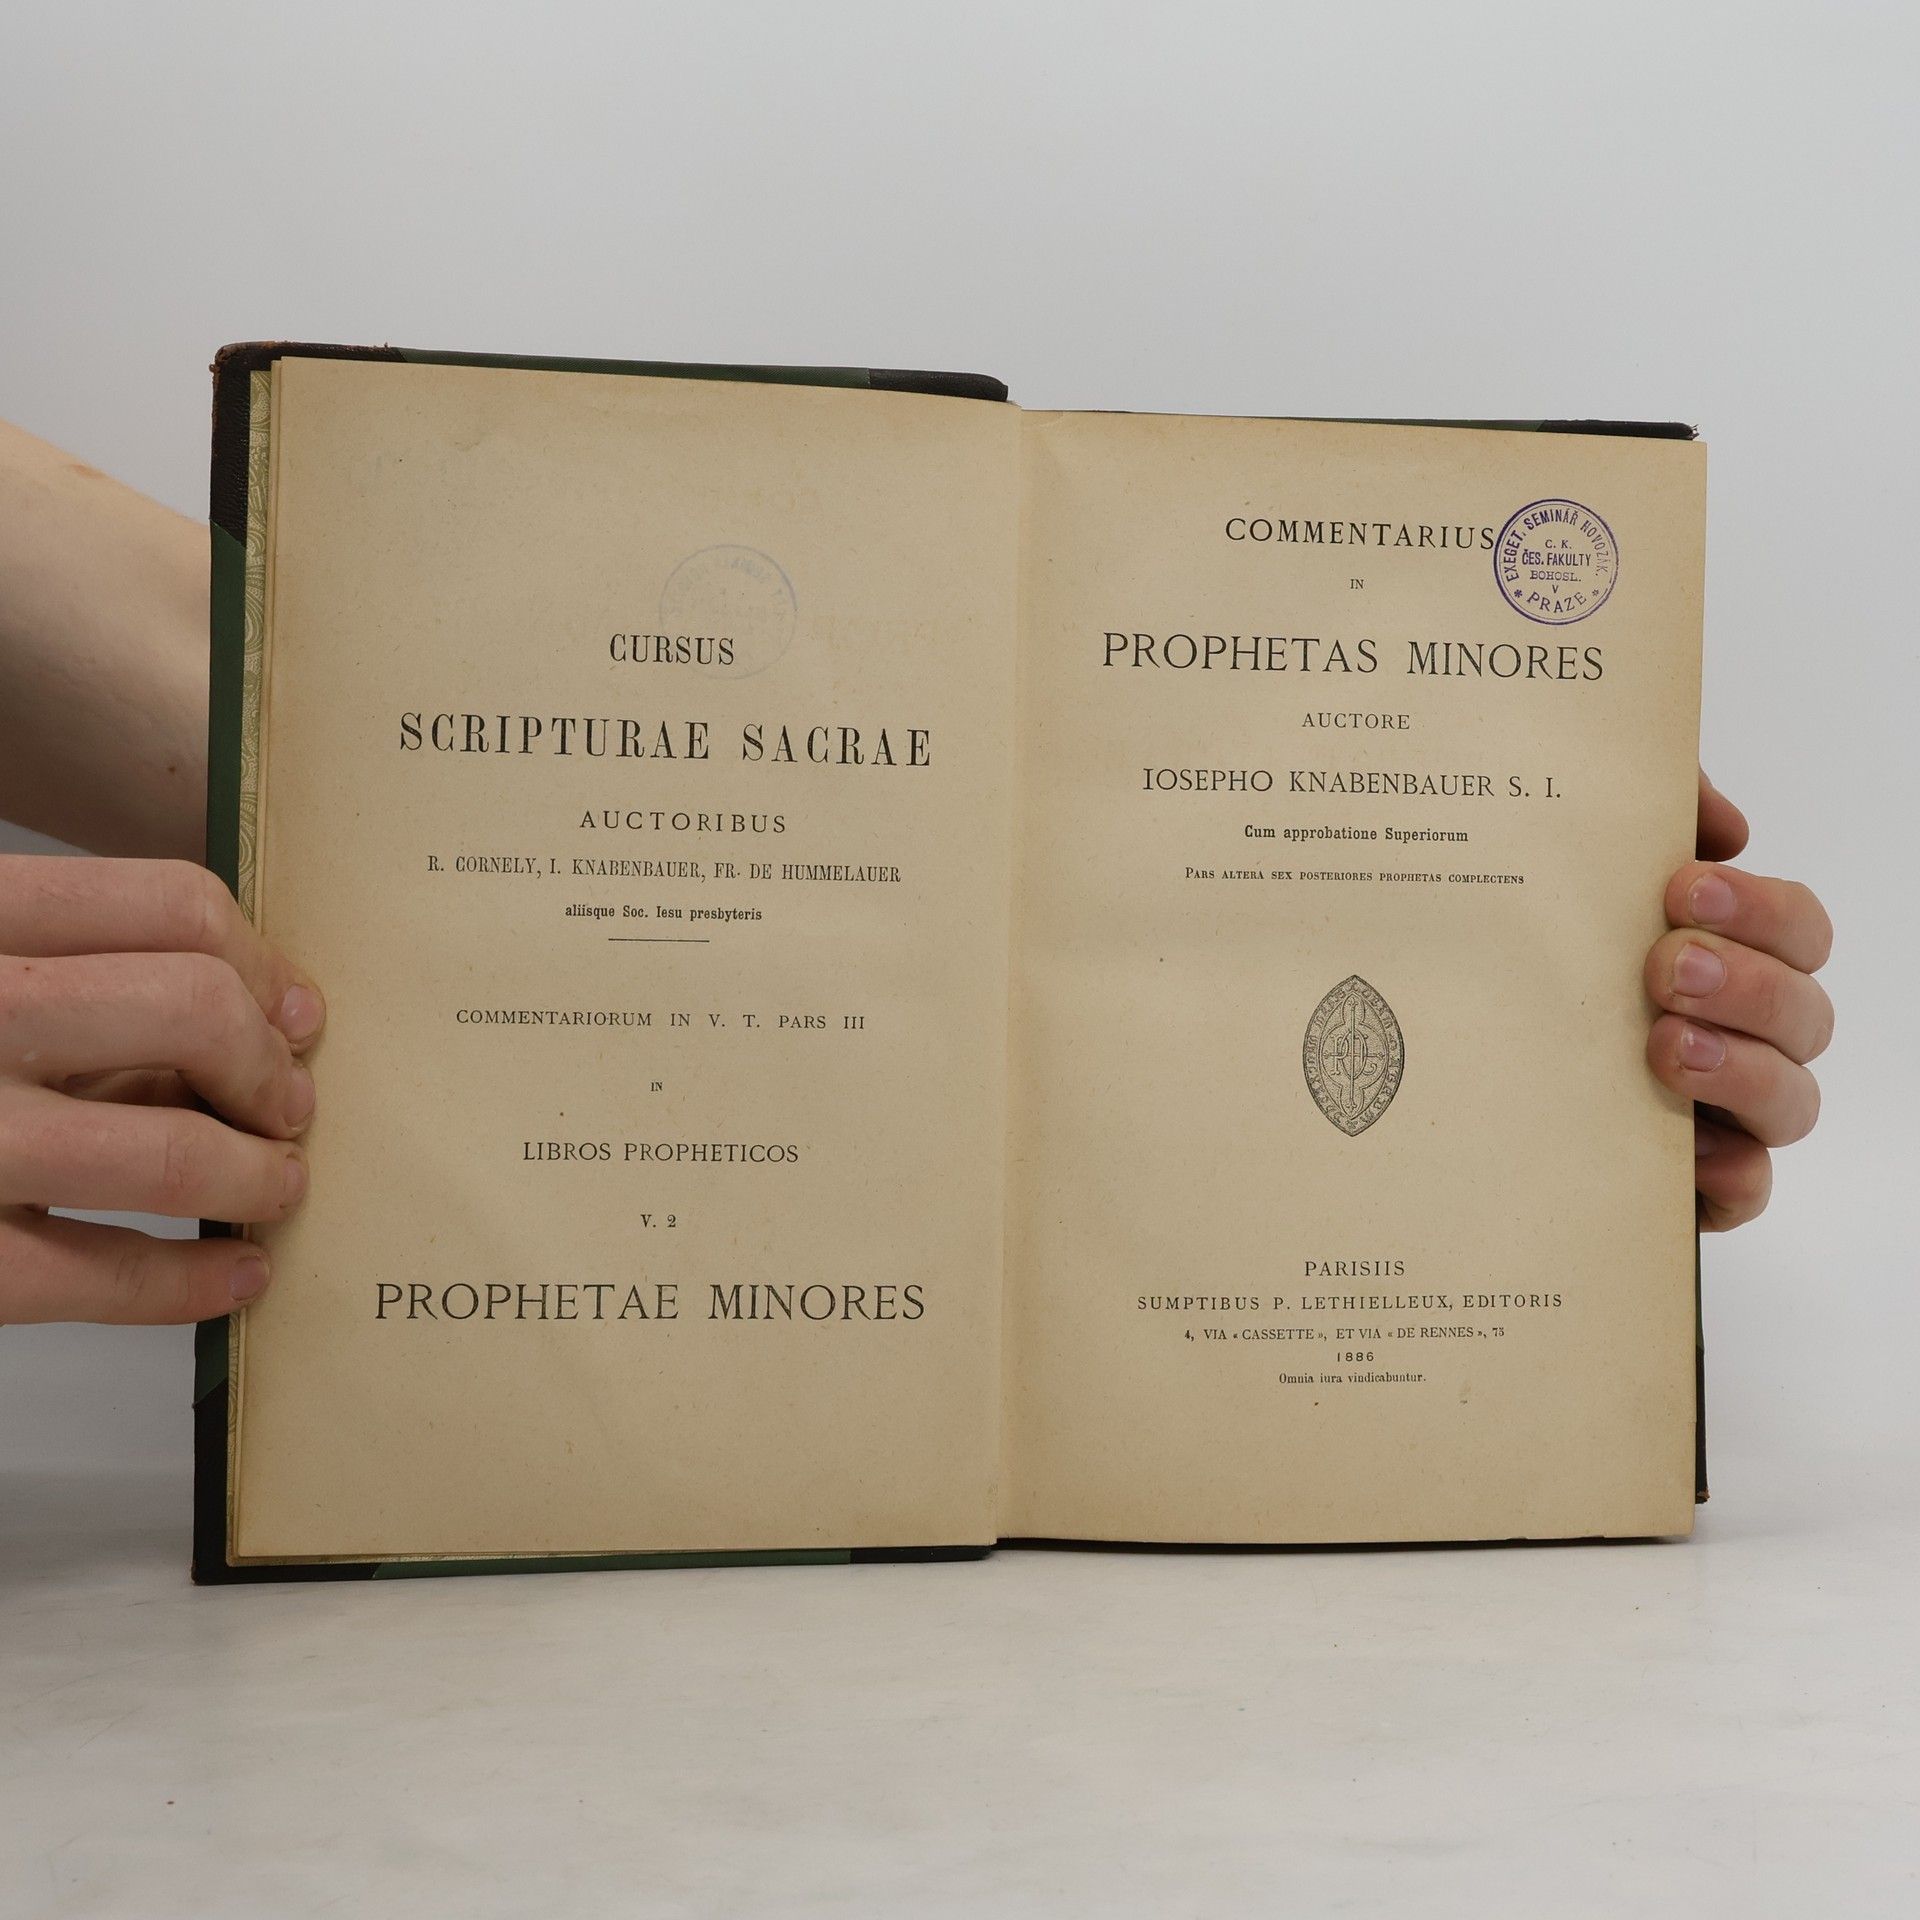 CURSUS
SCRIPTURAE SACRAE
AUCTORIBUS
R. CORNELY, I. KNABENBAUER, FR. DE HUMMELAUER
aliisque Soc. Iesu presbyteris
COMMENTARIORUM IN V. T. PARS III
IN
LIBROS PROPHETICOS
V. 2
PROPHETAE MINORES
COMMENTARIUS
IN
PROPHETAS MINORES
AUCTORE
IOSEPHO KNABENBAUER S. I.
Cum approbatione Superiorum
PARS ALTERA SEX POSTERIORES PROPHETAS COMPLECTENS
PARISIIS
SUMPTIBUS P. LETHIELLEUX, EDITORIS
4, VIA « CASSETTE », ET VIA « DE RENNES », 75
1886
Omnia iura vindicabuntur.
EXEGET. SEMINÁŘ NOVOZÁK.
C. K.
ČES. FAKULTY
BOHOSL.
V
* PRAZE *